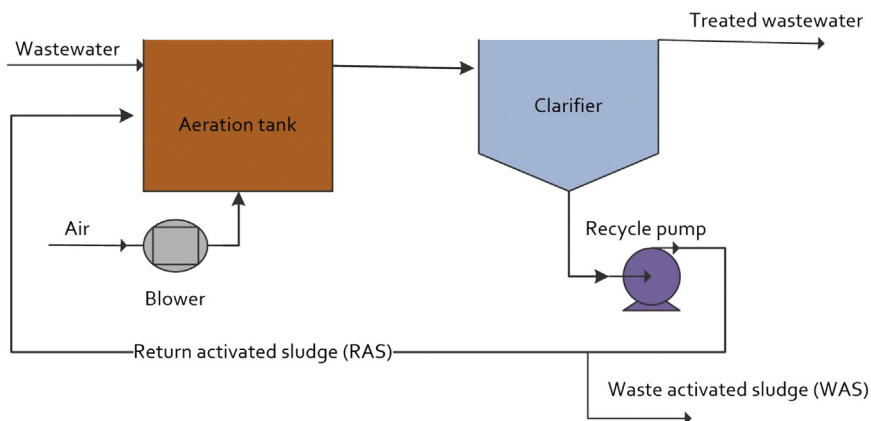 Treated wastewater
Wastewater
Aeration tank
Clarifier
Air
Recycle pump
Blower
Return activated sludge (RAS)
Waste activated sludge (WAS)